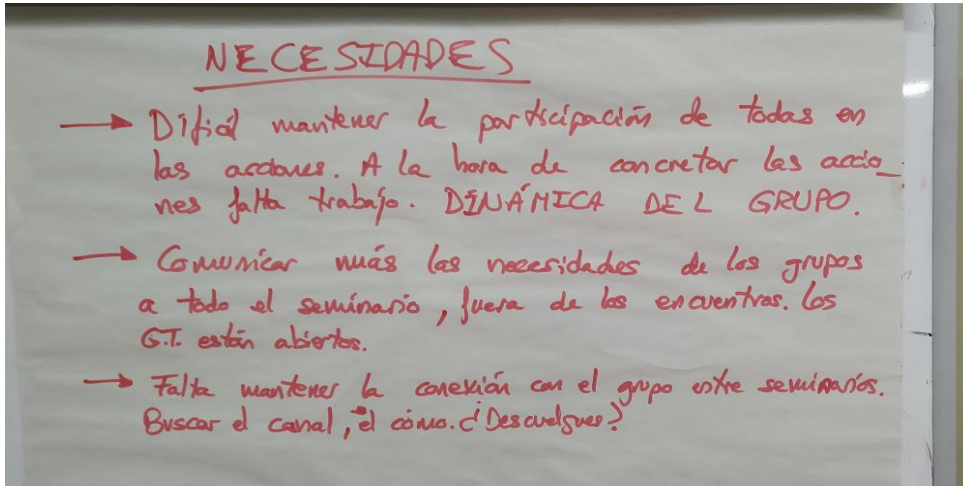 NECESIDADES
→ Difícil mantener la participación de todas en
las acciones. A la hora de concretar las accio_
nes falta trabajo. DINÁMICA DEL GRUPO.
→ Comunicar más las necesidades de los grupos
a todo el seminario, fuera de los encuentros. Los
G.T. están abiertos.
→ Falta mantener la conexión con el grupo entre seminarios.
Buscar el canal, el cómo. ¿Descuelgues?